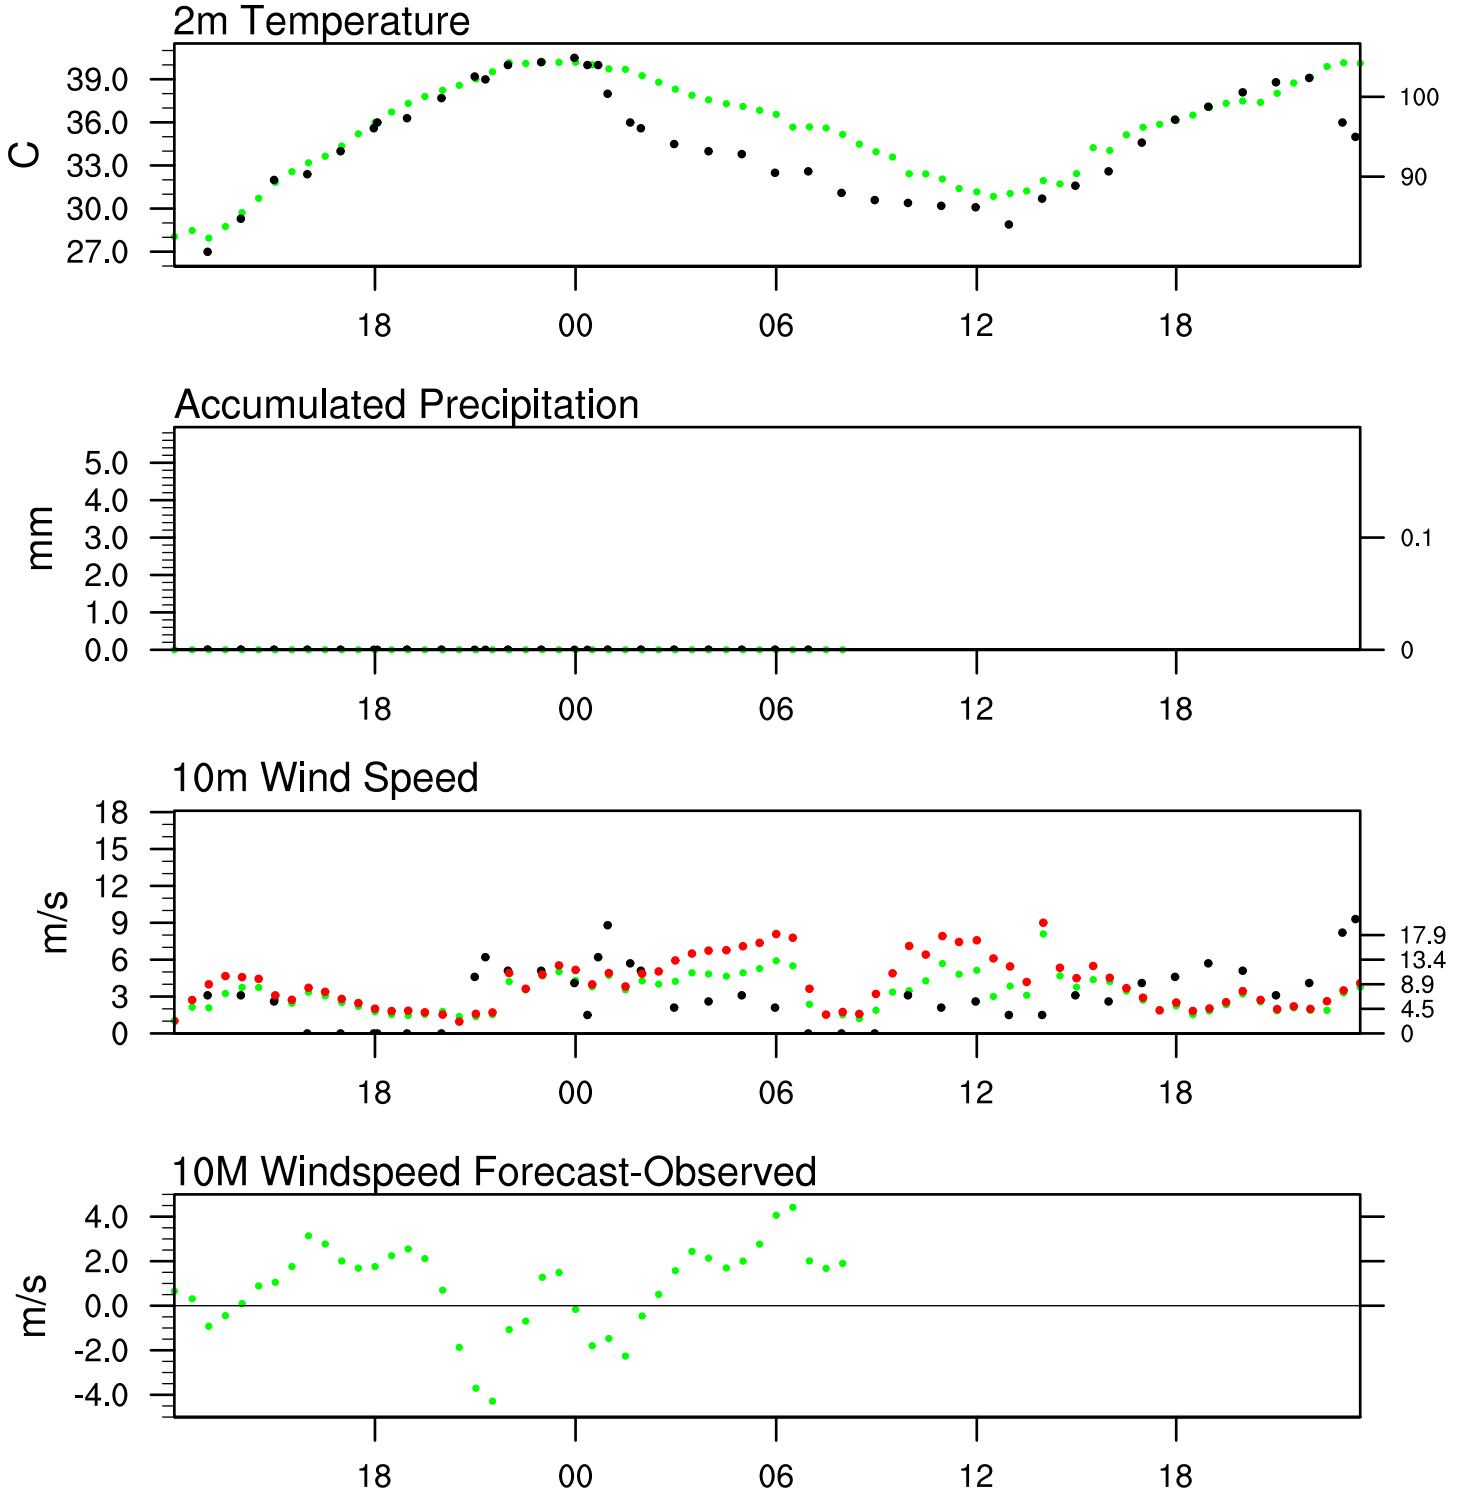 2m Temperature
39.0
36.0
33.0
30.0
27.0
C
100
90
18 00 06 12 18
Accumulated Precipitation
5.0
4.0
3.0
2.0
1.0
0.0
mm
0.1
0
18 00 06 12 18
10m Wind Speed
18
15
12
9
6
3
0
m/s
17.9
13.4
8.9
4.5
0
18 00 06 12 18
10M Windspeed Forecast-Observed
4.0
2.0
0.0
-2.0
-4.0
m/s
18 00 06 12 18